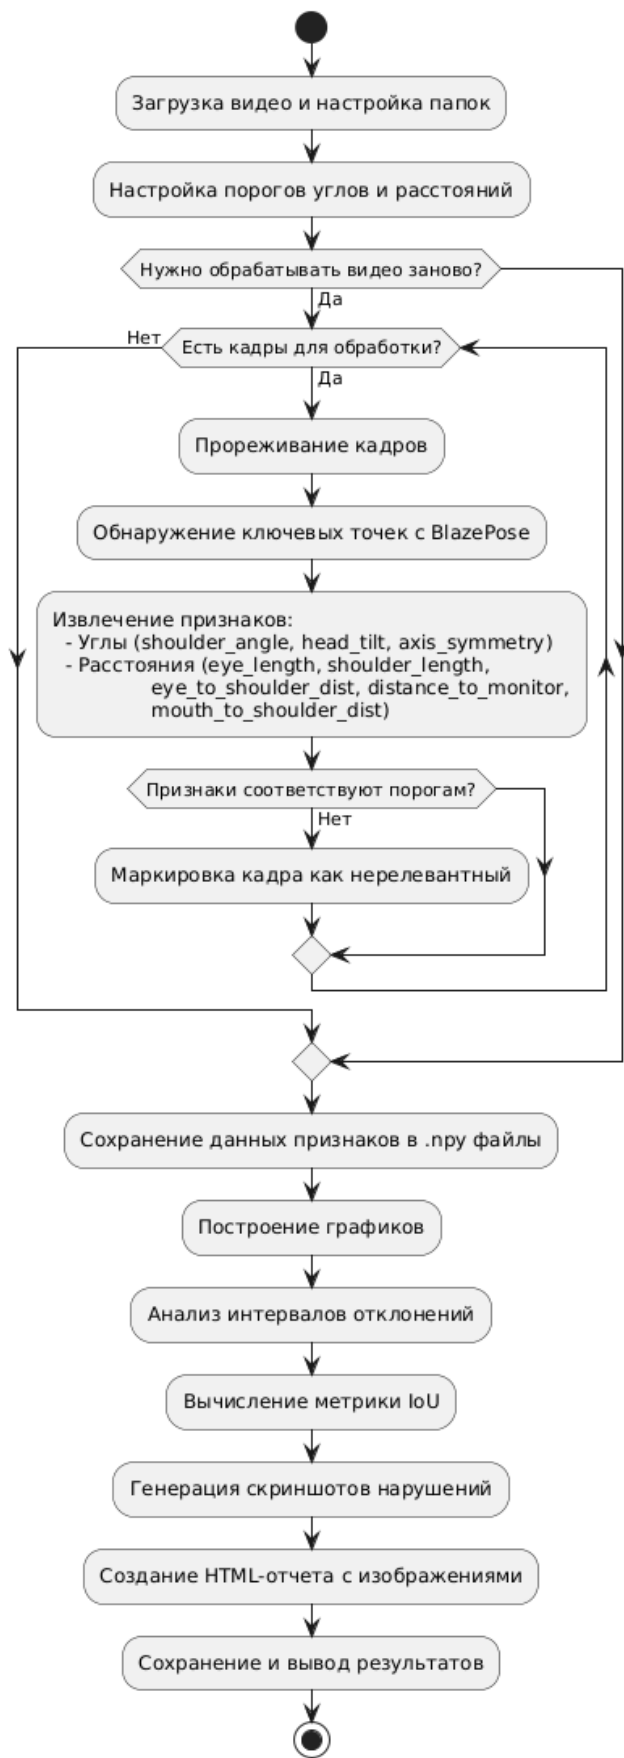 Загрузка видео и настройка папок
Настройка порогов углов и расстояний
Нужно обрабатывать видео заново?
Да
Нет
Есть кадры для обработки?
Да
Прореживание кадров
Обнаружение ключевых точек с BlazePose
Извлечение признаков:
- Углы (shoulder_angle, head_tilt, axis_symmetry)
- Расстояния (eye_length, shoulder_length,
eye_to_shoulder_dist, distance_to_monitor,
mouth_to_shoulder_dist)
Признаки соответствуют порогам?
Нет
Маркировка кадра как нерелевантный
Сохранение данных признаков в .npy файлы
Построение графиков
Анализ интервалов отклонений
Вычисление метрики IoU
Генерация скриншотов нарушений
Создание HTML-отчета с изображениями
Сохранение и вывод результатов